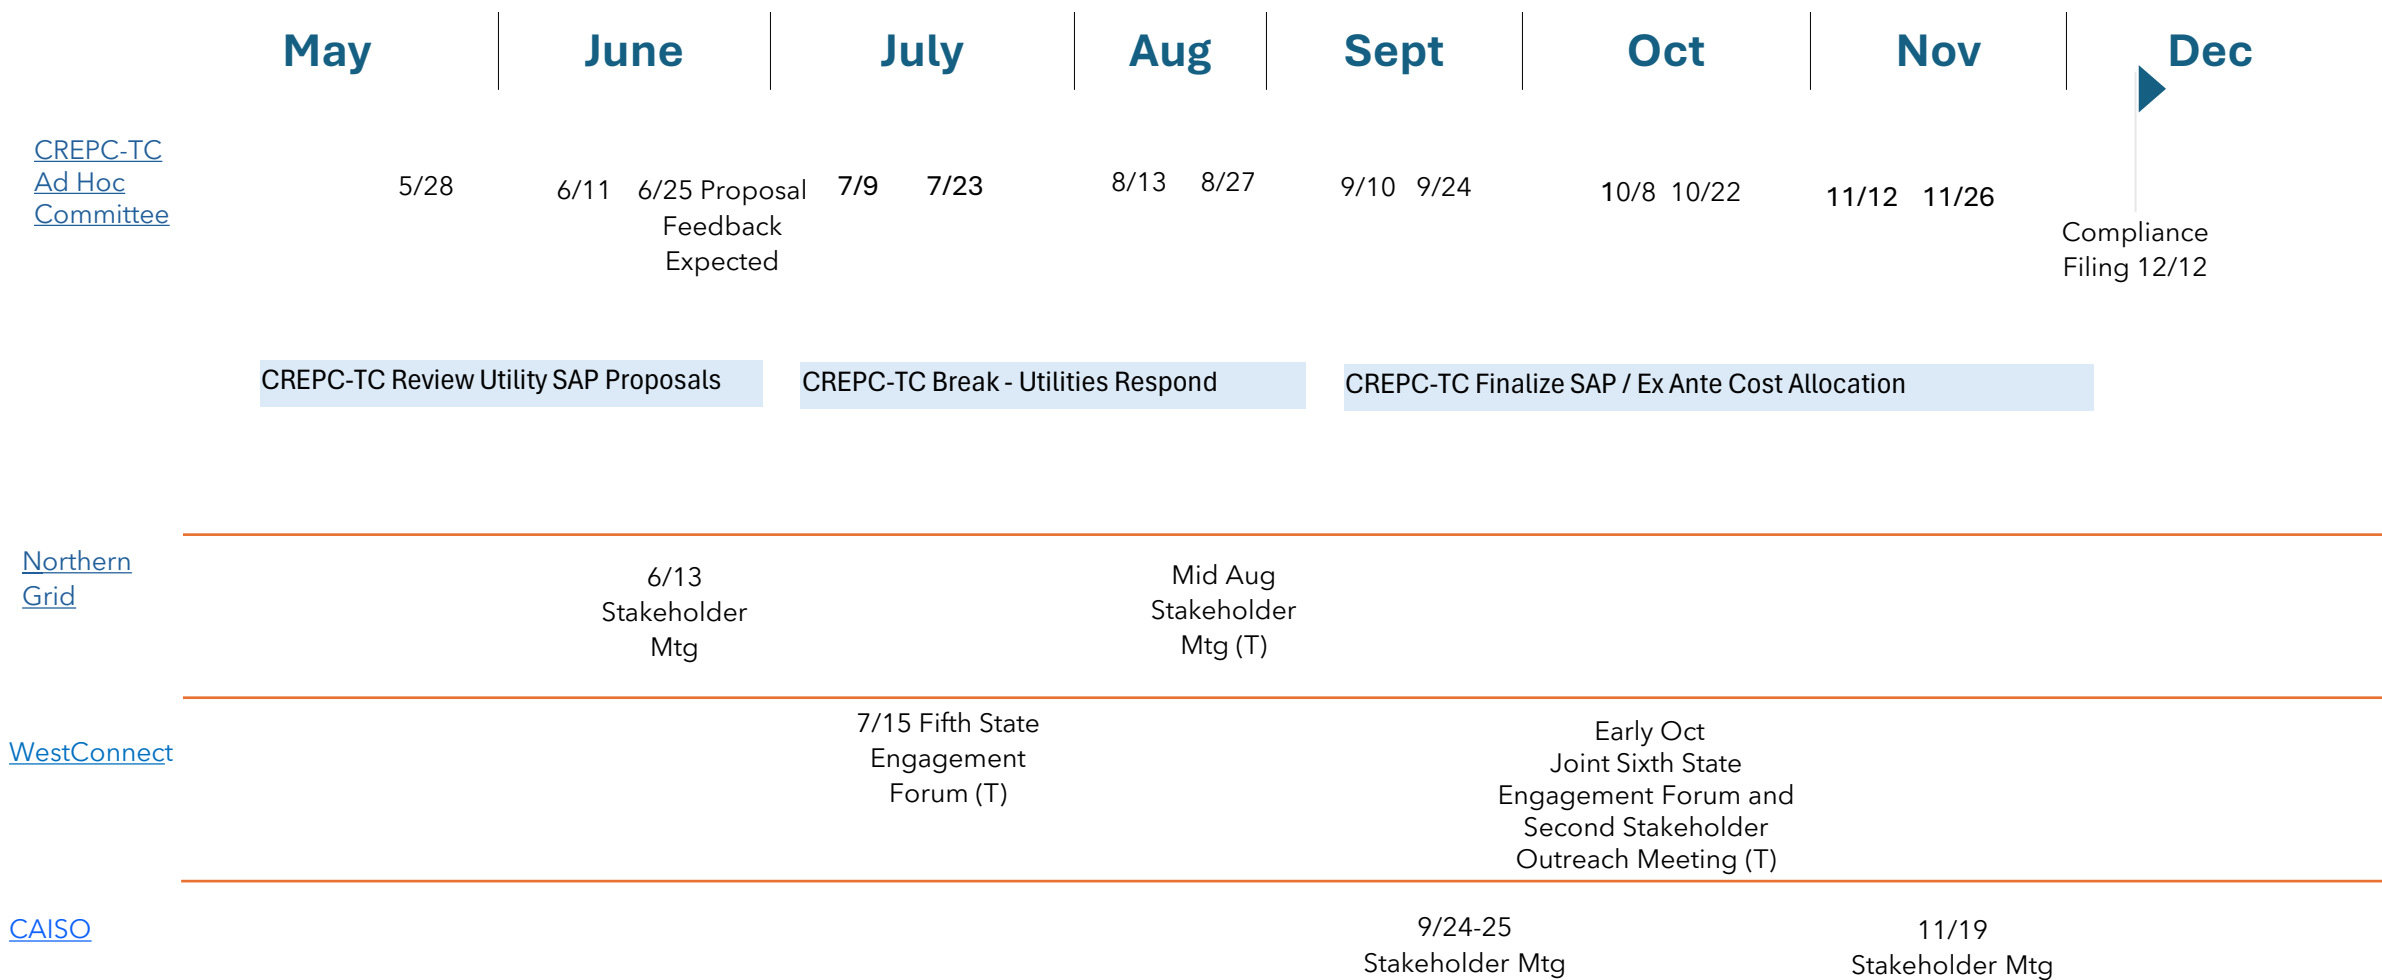 May June July Aug Sept Oct Nov Dec
CREPC-TC
Ad Hoc
Committee
5/28
6/11 6/25 Proposal
Feedback
Expected
7/9 7/23
8/13 8/27
9/10 9/24
10/8 10/22
11/12 11/26
Compliance
Filing 12/12
CREPC-TC Review Utility SAP Proposals
CREPC-TC Break - Utilities Respond
CREPC-TC Finalize SAP / Ex Ante Cost Allocation
Northern
Grid
6/13
Stakeholder
Mtg
Mid Aug
Stakeholder
Mtg (T)
WestConnect
7/15 Fifth State
Engagement
Forum (T)
Early Oct
Joint Sixth State
Engagement Forum and
Second Stakeholder
Outreach Meeting (T)
CAISO
9/24-25
Stakeholder Mtg
11/19
Stakeholder Mtg